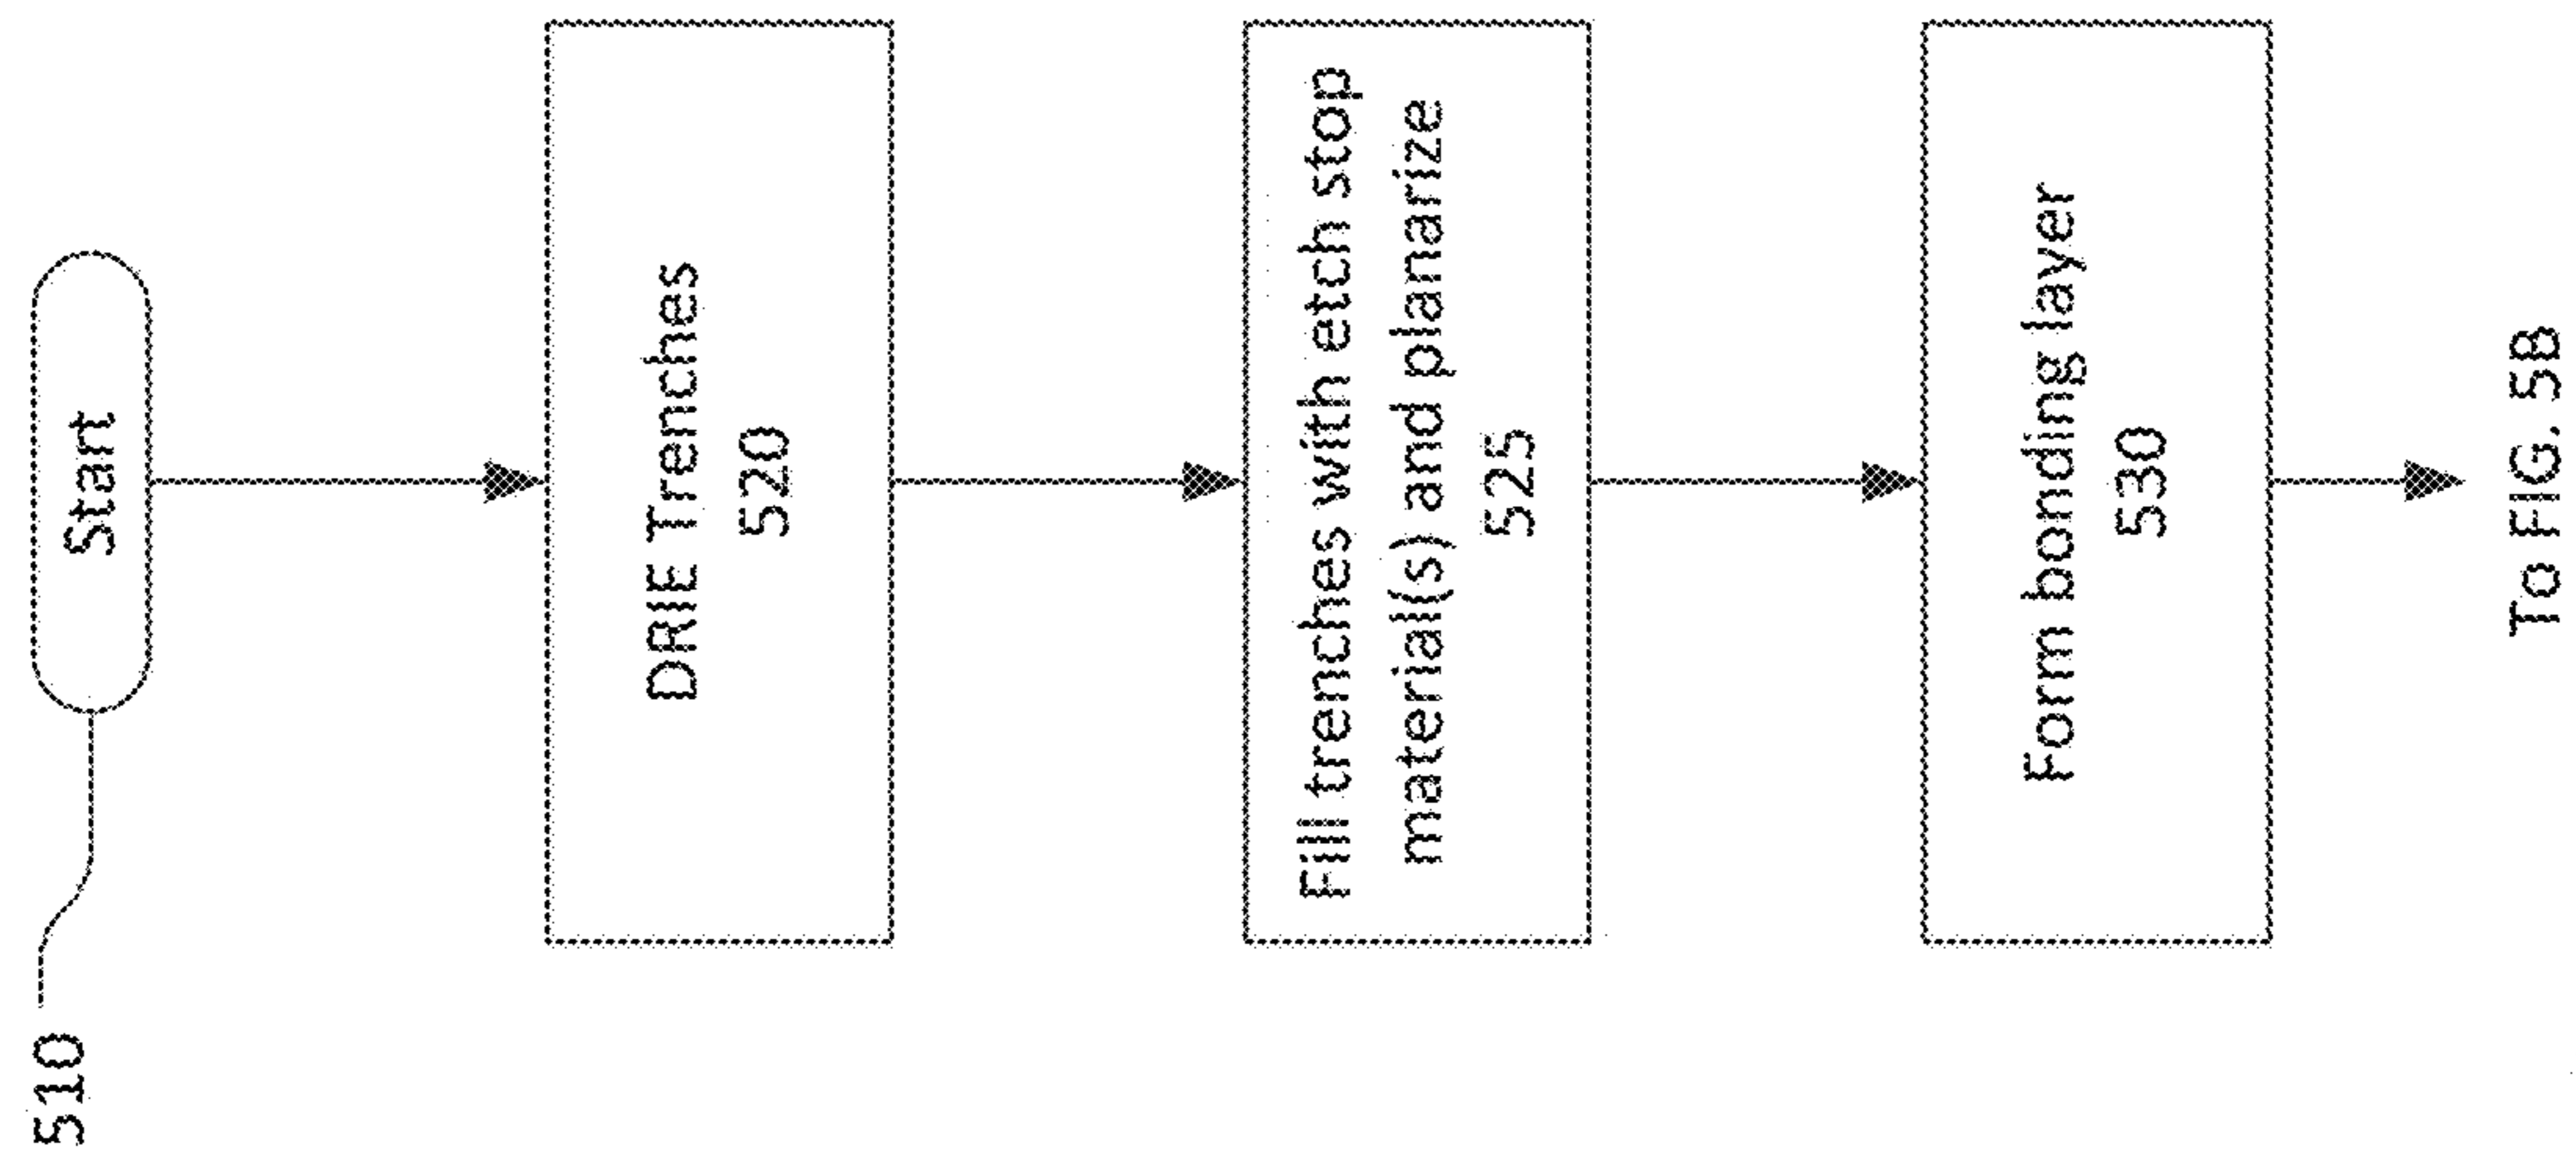 510
Start
DRIE Trenches
520
Fill trenches with etch stop
material(s) and planarize
525
Form bonding layer
530
To FIG. 5B